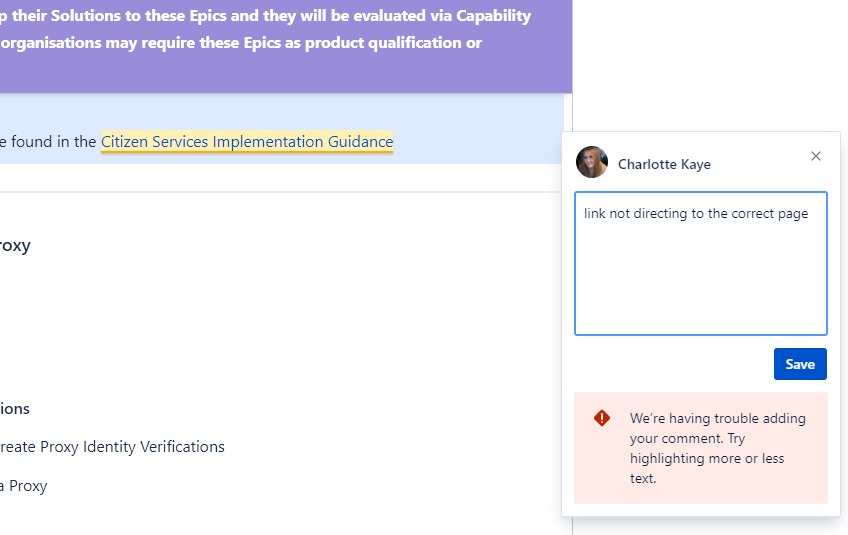 p their Solutions to these Epics and they will be evaluated via Capability
organisations may require these Epics as product qualification or
e found in the Citizen Services Implementation Guidance
Charlotte Kaye
link not directing to the correct page
roxy
Save
ions
We're having trouble adding
your comment. Try
highlighting more or less
text.
reate Proxy Identity Verifications
a Proxy